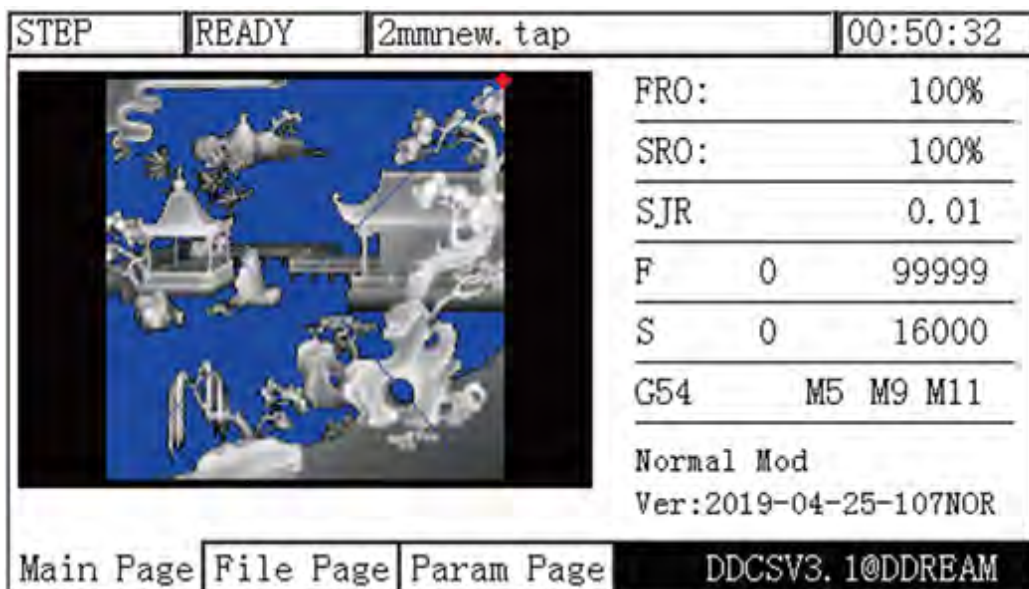 STEP READY 2mmnew.tap 00:50:32
FRO: 100%
SRO: 100%
SJR 0.01
F 0 99999
S 0 16000
G54 M5 M9 M11
Normal Mod
Ver:2019-04-25-107NOR
Main Page File Page Param Page DDCSV3.1@DDREAM